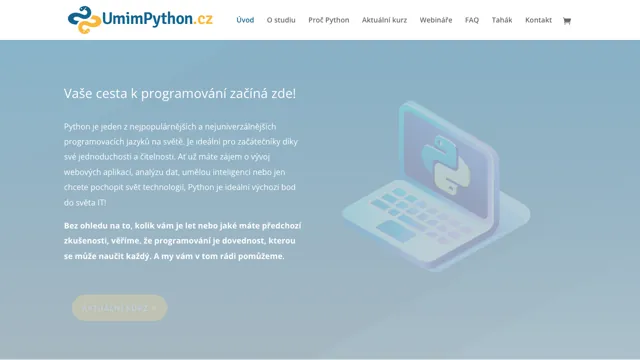 UmimPython.cz
Úvod O studiu Proč Python Aktuální kurz Webináře FAQ Tahák Kontakt
Vaše cesta k programování začíná zde!
Python je jeden z nejpopulárnějších a nejuniverzálnějších
programovacích jazyků na světě. Je ideální pro začátečníky díky
své jednoduchosti a čitelnosti. Ať už máte zájem o vývoj
webových aplikací, analýzu dat, umělou inteligenci nebo jen
chcete pochopit svět technologií, Python je ideální výchozí bod
do světa IT!
Bez ohledu na to, kolik vám je let nebo jaké máte předchozí
zkušenosti, věříme, že programování je dovednost, kterou
se může naučit každý. A my vám v tom rádi pomůžeme.